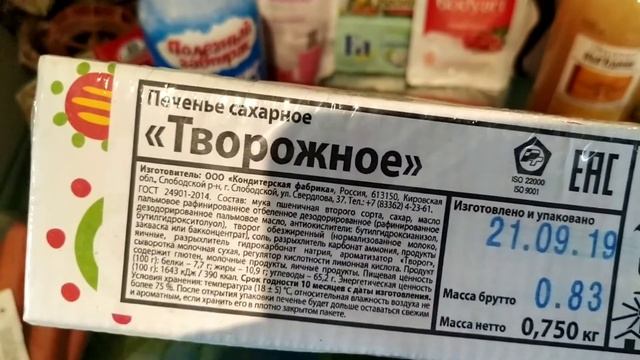 Полезный
завтрак
Bodycurt
Fa
Печенье сахарное
«Творожное»
Изготовитель: ООО «Кондитерская фабрика», Россия, 613150, Кировская
обл., Слободской р-н, г. Слободской, ул. Свердлова, 37. Тел.: +7 (83362) 4-23-61.
ГОСТ 24901-2014. Состав: мука пшеничная второго сорта, сахар, масло
пальмовое рафинированное отбеленное дезодорированное (рафинированное
дезодорированное пальмовое масло, антиокислители: бутилгидроксианизол,
бутилгидрокситолуол), творог обезжиренный (нормализованное молоко,
закваска или бакконцентрат), соль, разрыхлитель карбонат аммония, продукты
яичные, разрыхлитель гидрокарбонат натрия, ароматизатор «Творог»,
сыворотка молочная сухая, регулятор кислотности лимонная кислота. Продукт
содержит глютен, молочные продукты, яичные продукты. Пищевая ценность
(100 г): белки – 7,7 г; жиры – 10,9 г; углеводы – 65,2 г. Энергетическая ценность
(100 г): 1643 кДж / 390 ккал. Срок годности 10 месяцев с даты изготовления.
Условия хранения: температура (18 ± 5) °С, относительная влажность воздуха не
более 75 %. После открытия упаковки печенье будет дольше оставаться свежим
и ароматным, если хранить его в плотно закрытом пакете.
ISO 22000
ISO 9001
EAC
Изготовлено и упаковано
21.09.19
Масса брутто 0.83
Масса нетто 0,750 кг